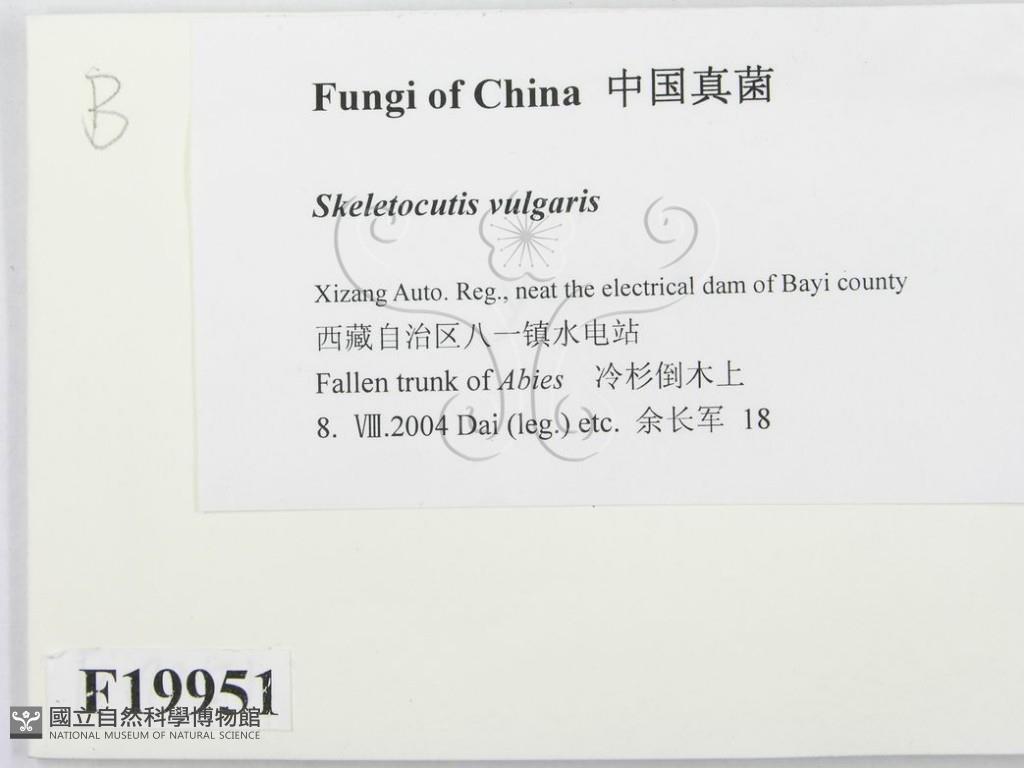 B
Fungi of China 中国真菌
Skeletocutis vulgaris
Xizang Auto. Reg., neat the electrical dam of Bayi county
西藏自治区八一镇水电站
Fallen trunk of Abies 冷杉倒木上
8. Ⅷ.2004 Dai (leg.) etc. 余长军 18
F19951
國立自然科學博物館
NATIONAL MUSEUM OF NATURAL SCIENCE